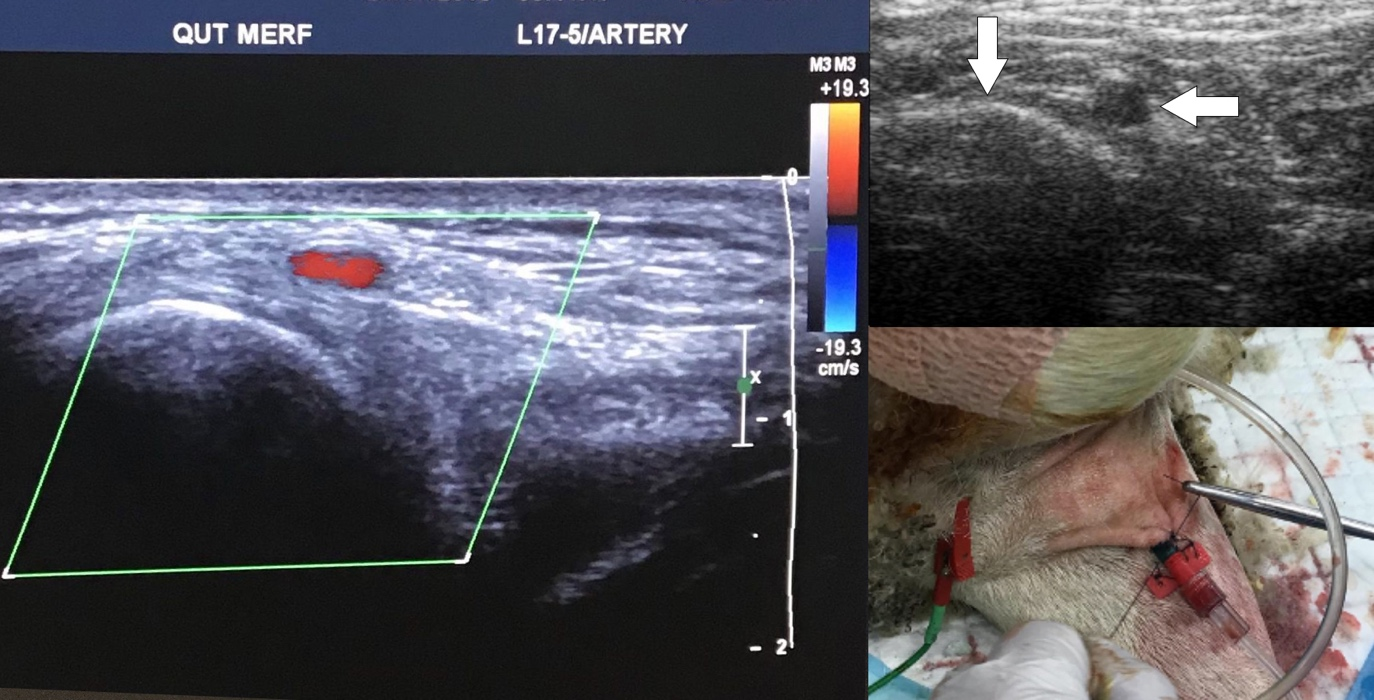 QUT MERF
L17-5/ARTERY
M3 M3
+19.3
0
-19.3
cm/s
X
1
2